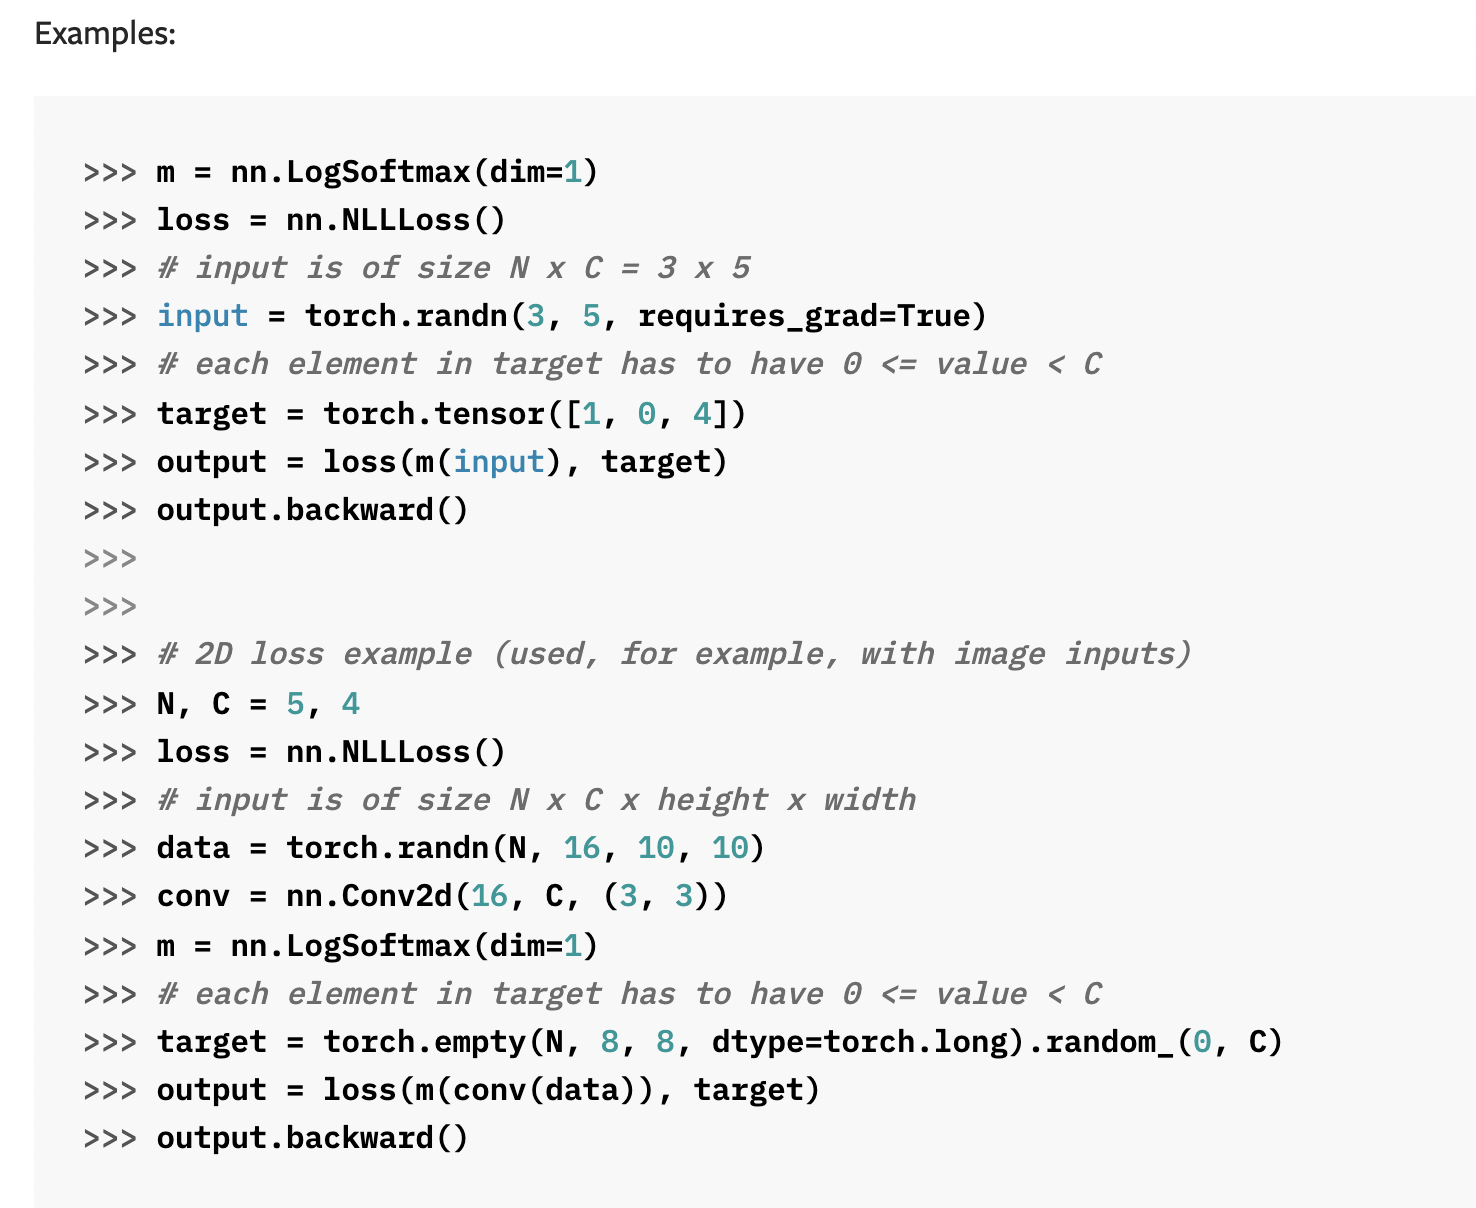 Examples:
>>> m = nn.LogSoftmax(dim=1)
>>> loss = nn.NLLLoss()
>>> # input is of size N x C = 3 x 5
>>> input = torch.randn(3, 5, requires_grad=True)
>>> # each element in target has to have 0 <= value < C
>>> target = torch.tensor([1, 0, 4])
>>> output = loss(m(input), target)
>>> output.backward()
>>>
>>>
>>> # 2D loss example (used, for example, with image inputs)
>>> N, C = 5, 4
>>> loss = nn.NLLLoss()
>>> # input is of size N x C x height x width
>>> data = torch.randn(N, 16, 10, 10)
>>> conv = nn.Conv2d(16, C, (3, 3))
>>> m = nn.LogSoftmax(dim=1)
>>> # each element in target has to have 0 <= value < C
>>> target = torch.empty(N, 8, 8, dtype=torch.long).random_(0, C)
>>> output = loss(m(conv(data)), target)
>>> output.backward()